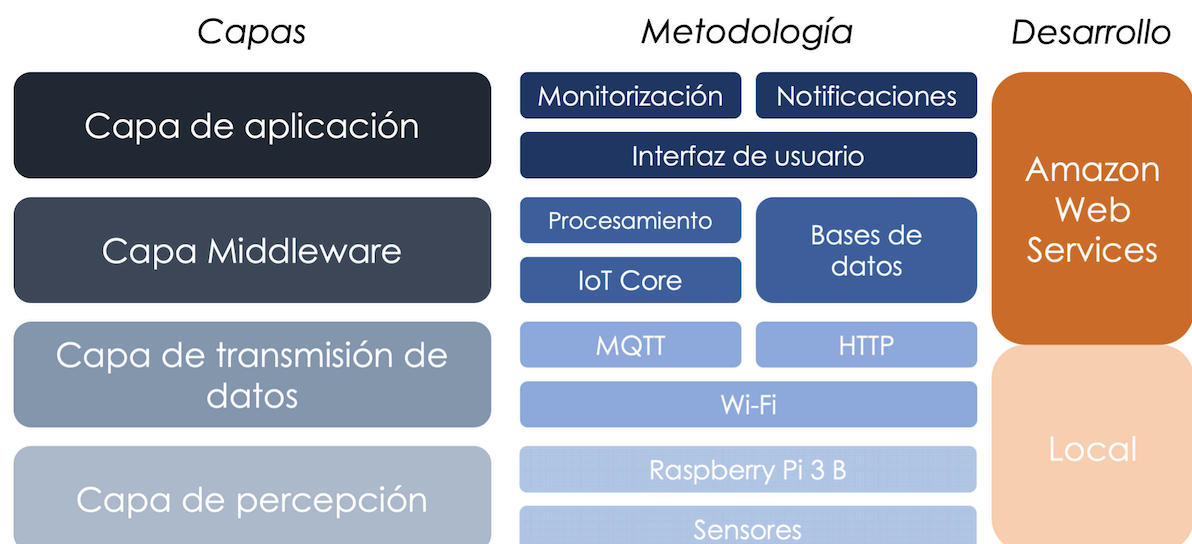 Capas
Metodología
Desarrollo
Capa de aplicación
Monitorización
Notificaciones
Interfaz de usuario
Amazon
Web
Services
Capa Middleware
Procesamiento
Bases de
datos
IoT Core
Capa de transmisión de
datos
MQTT
HTTP
Wi-Fi
Local
Capa de percepción
Raspberry Pi 3 B
Sensores